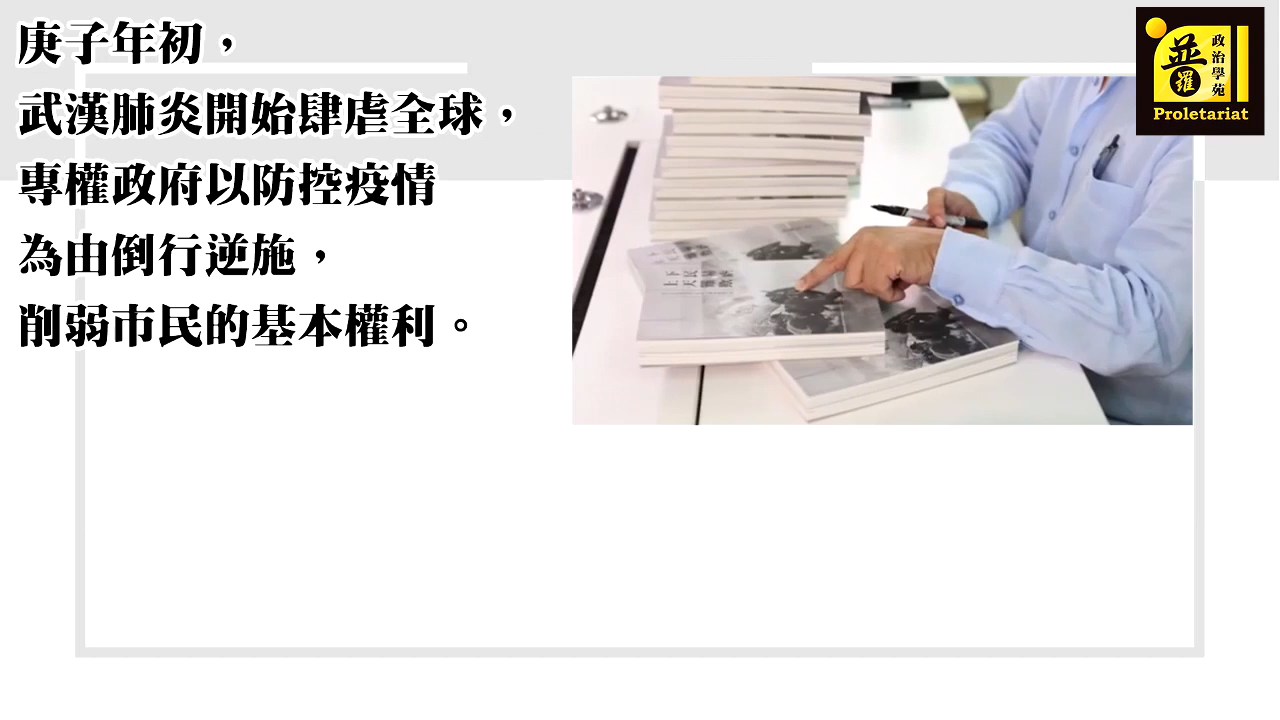 庚子年初，
武漢肺炎開始肆虐全球，
專權政府以防控疫情
為由倒行逆施，
削弱市民的基本權利。
普羅
政治學苑
Proletariat